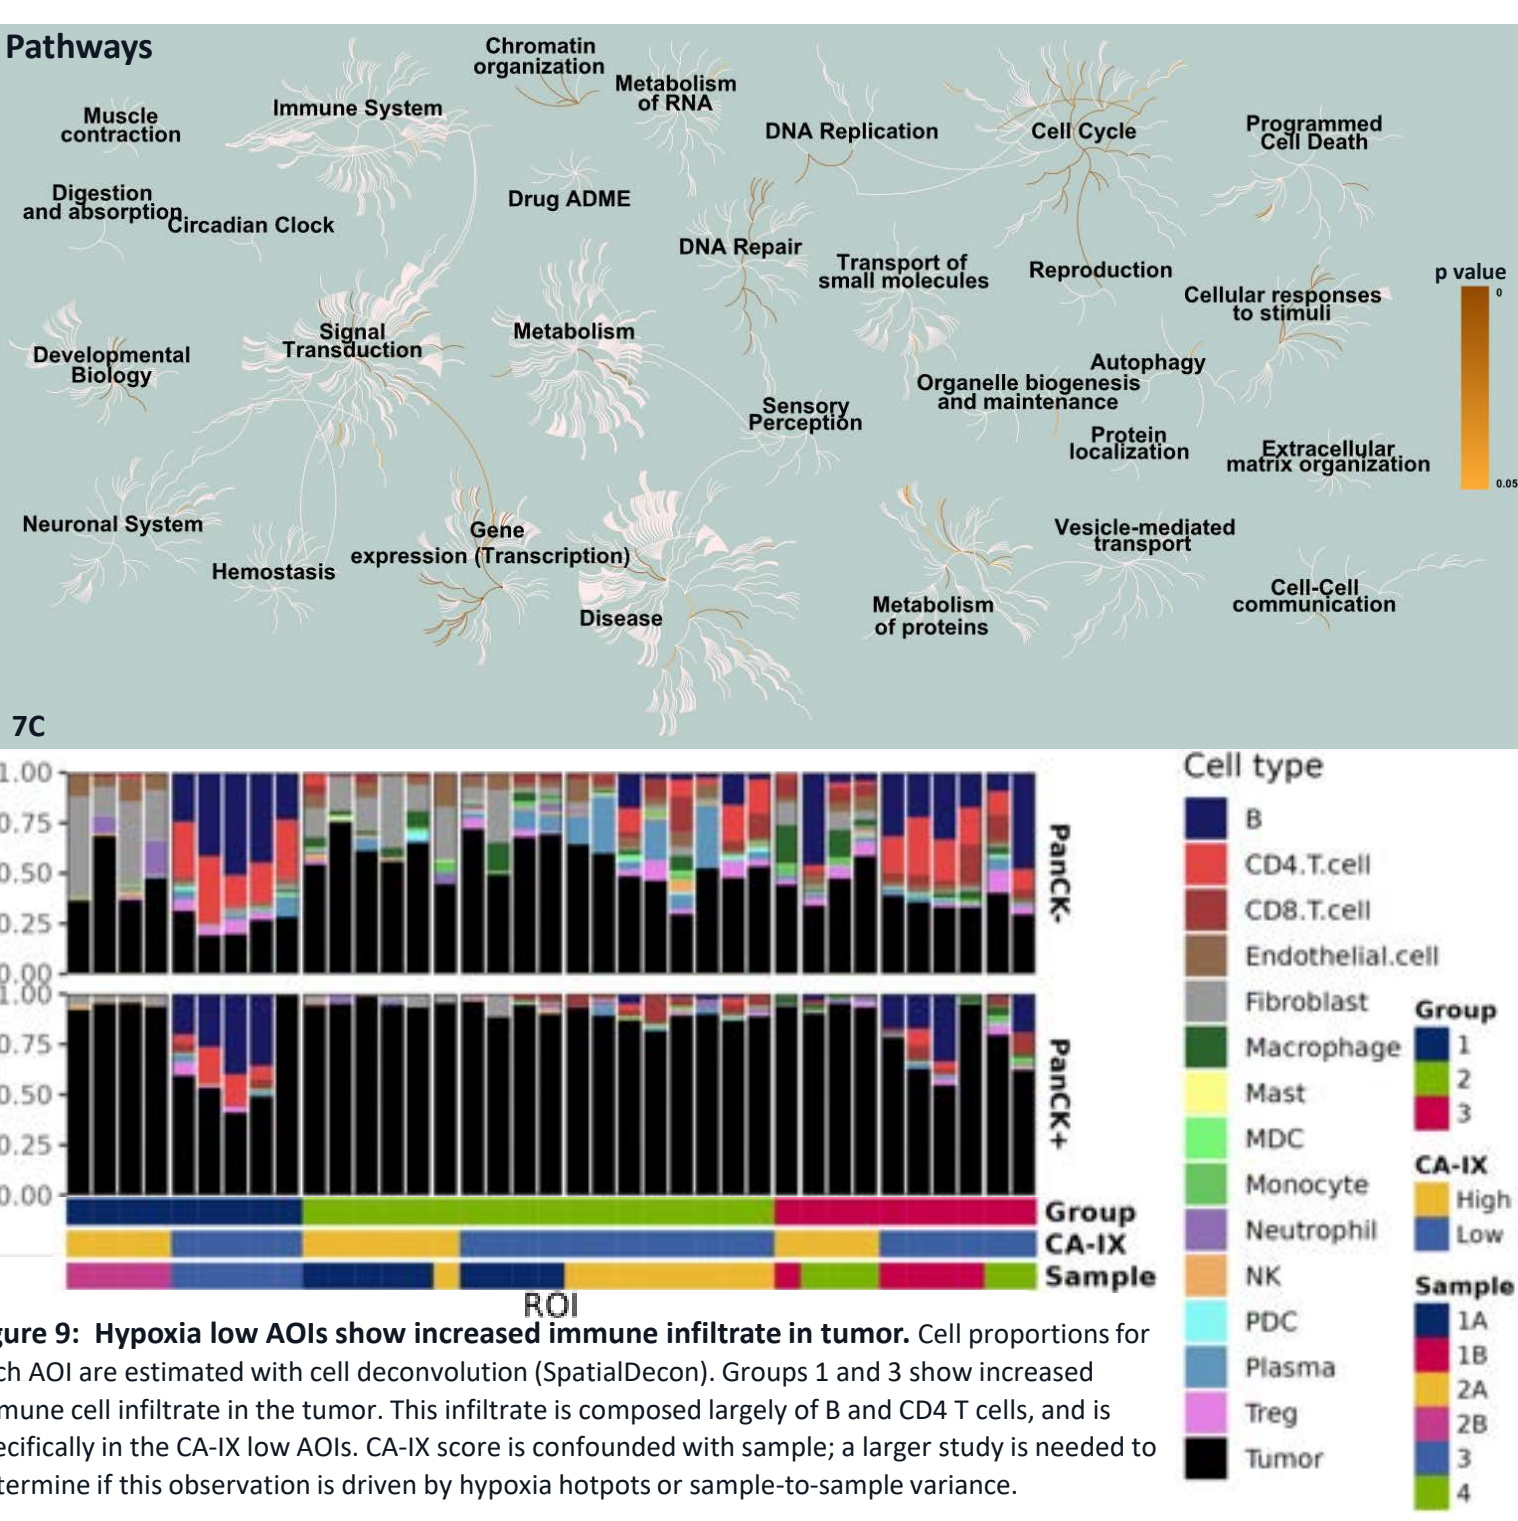 Pathways
Chromatin
organization
Metabolism
of RNA
Immune System
Muscle
contraction
DNA Replication
Cell Cycle
Programmed
Cell Death
Digestion
and absorption
Circadian Clock
Drug ADME
DNA Repair
Transport of
small molecules
Reproduction
Cellular responses
to stimuli
p value
0
0.05
Developmental
Biology
Signal
Transduction
Metabolism
Autophagy
Organelle biogenesis
and maintenance
Sensory
Perception
Protein
localization
Extracellular
matrix organization
Neuronal System
Hemostasis
Gene
expression (Transcription)
Disease
Metabolism
of proteins
Vesicle-mediated
transport
Cell-Cell
communication
7C
1.00
0.75
0.50
0.25
0.00
PanCK-
1.00
0.75
0.50
0.25
0.00
PanCK+
Group
CA-IX
Sample
ROI
Cell type
B
CD4.T.cell
CD8.T.cell
Endothelial.cell
Fibroblast
Macrophage
Mast
MDC
Monocyte
Neutrophil
NK
PDC
Plasma
Treg
Tumor
Group
1
2
3
CA-IX
High
Low
Sample
1A
1B
2A
2B
3
4
gure 9: Hypoxia low AOIs show increased immune infiltrate in tumor. Cell proportions for
ch AOI are estimated with cell deconvolution (SpatialDecon). Groups 1 and 3 show increased
mune cell infiltrate in the tumor. This infiltrate is composed largely of B and CD4 T cells, and is
ecifically in the CA-IX low AOIs. CA-IX score is confounded with sample; a larger study is needed to
termine if this observation is driven by hypoxia hotpots or sample-to-sample variance.